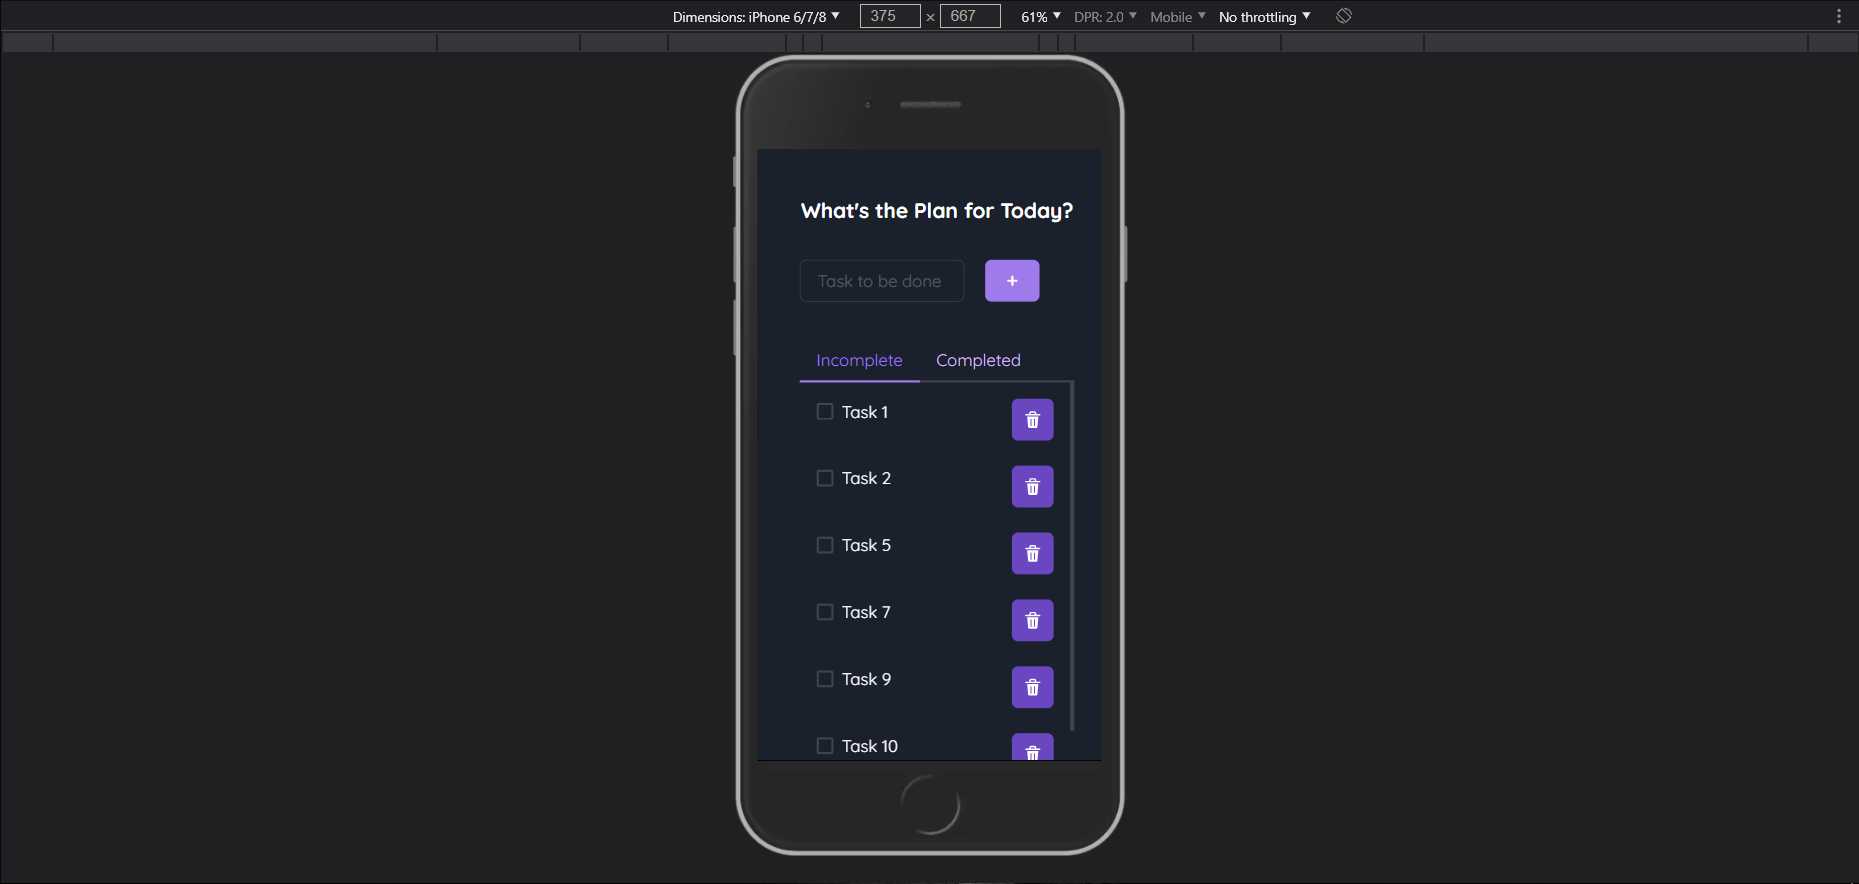 Dimensions: iPhone 6/7/8 ▼ 375 × 667 61% ▼ DPR: 2.0 ▼ Mobile ▼ No throttling ▼
What's the Plan for Today?
Task to be done +
Incomplete Completed
Task 1
Task 2
Task 5
Task 7
Task 9
Task 10